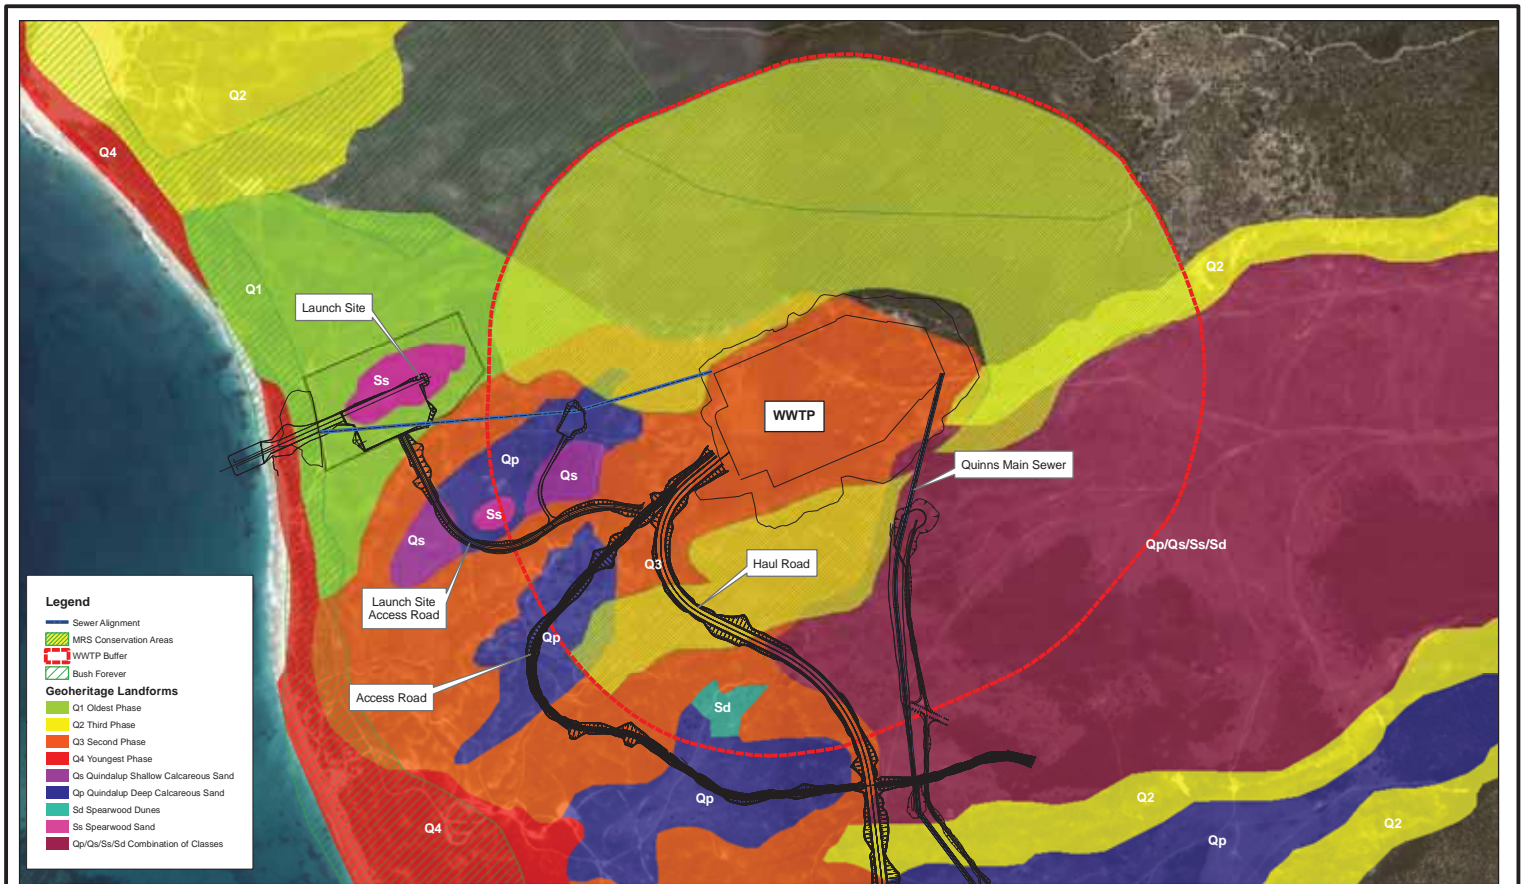 Q2
Q4
Q1
Launch Site
Q2
Ss
WWTP
Qp
Qs
Quinns Main Sewer
Ss
Qs
Qp/Qs/Ss/Sd
Q3
Haul Road
Launch Site
Access Road
Qp
Access Road
Sd
Qp
Q2
Q4
Q2
Qp
Legend
Sewer Alignment
MRS Conservation Areas
WWTP Buffer
Bush Forever
Geoheritage Landforms
Q1 Oldest Phase
Q2 Third Phase
Q3 Second Phase
Q4 Youngest Phase
Qs Quindalup Shallow Calcareous Sand
Qp Quindalup Deep Calcareous Sand
Sd Spearwood Dunes
Ss Spearwood Sand
Qp/Qs/Ss/Sd Combination of Classes